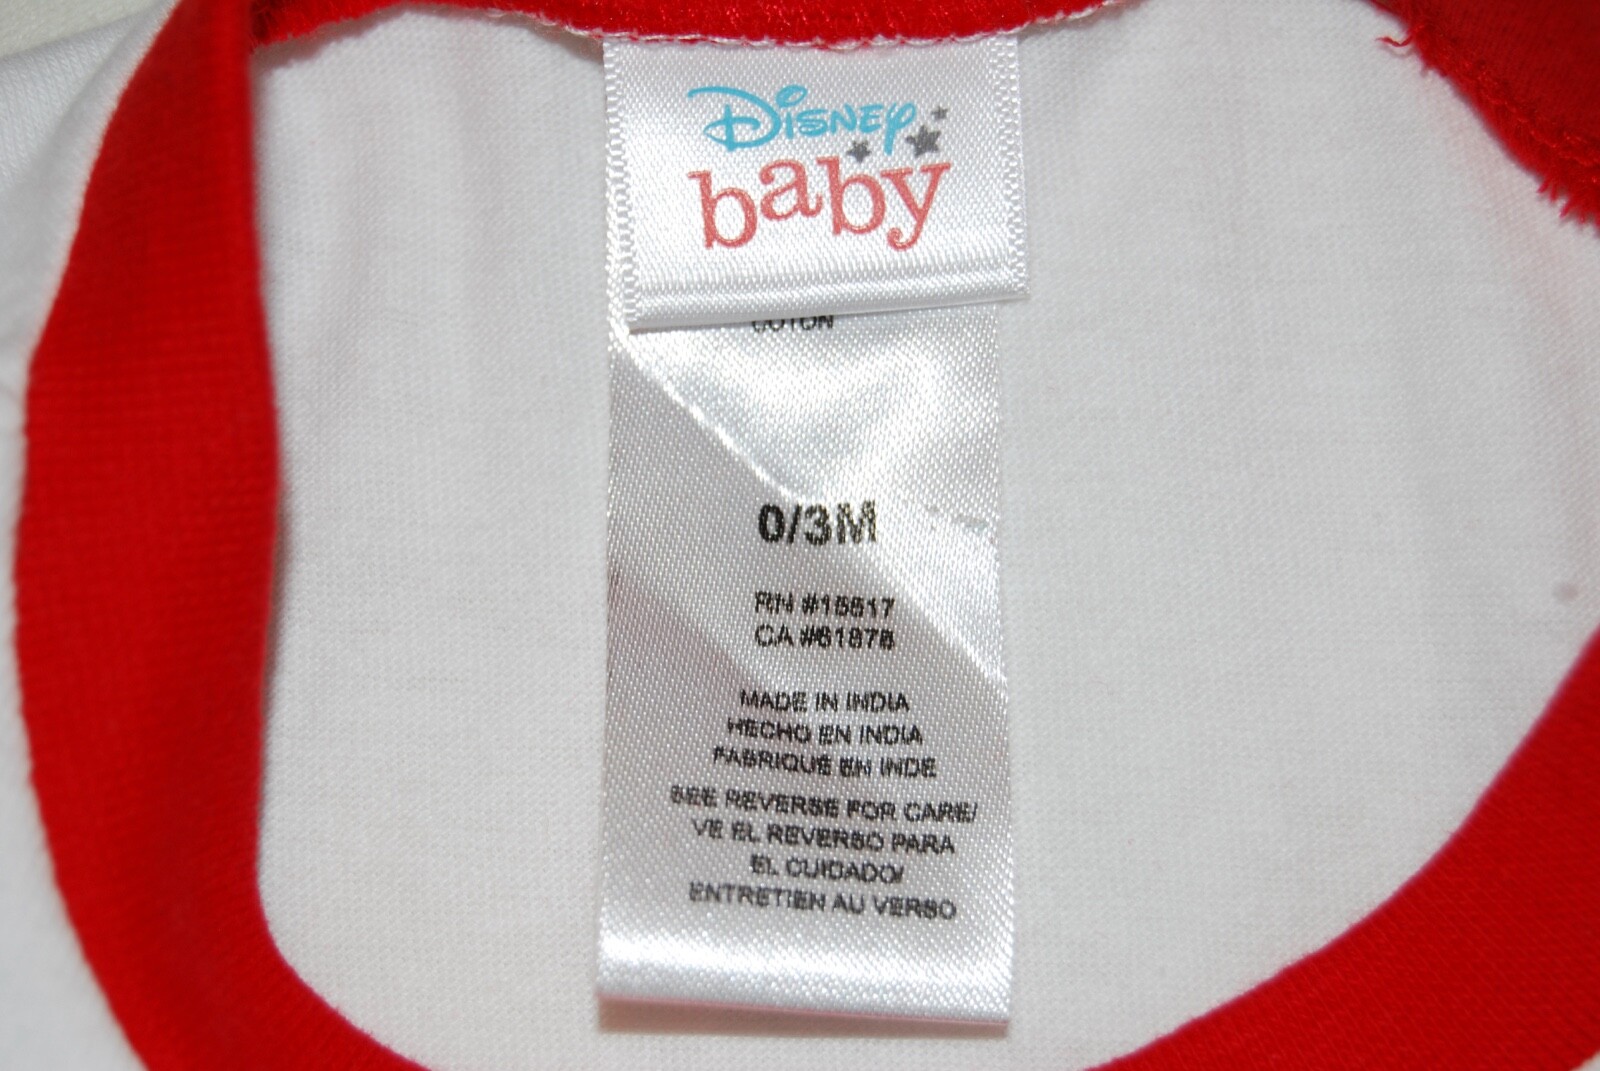 Disney
baby
COTON
0/3M
RN #15517
CA #61878
MADE IN INDIA
HECHO EN INDIA
FABRIQUÉ EN INDE
SEE REVERSE FOR CARE/
VE EL REVERSO PARA
EL CUIDADO/
ENTRETIEN AU VERSO